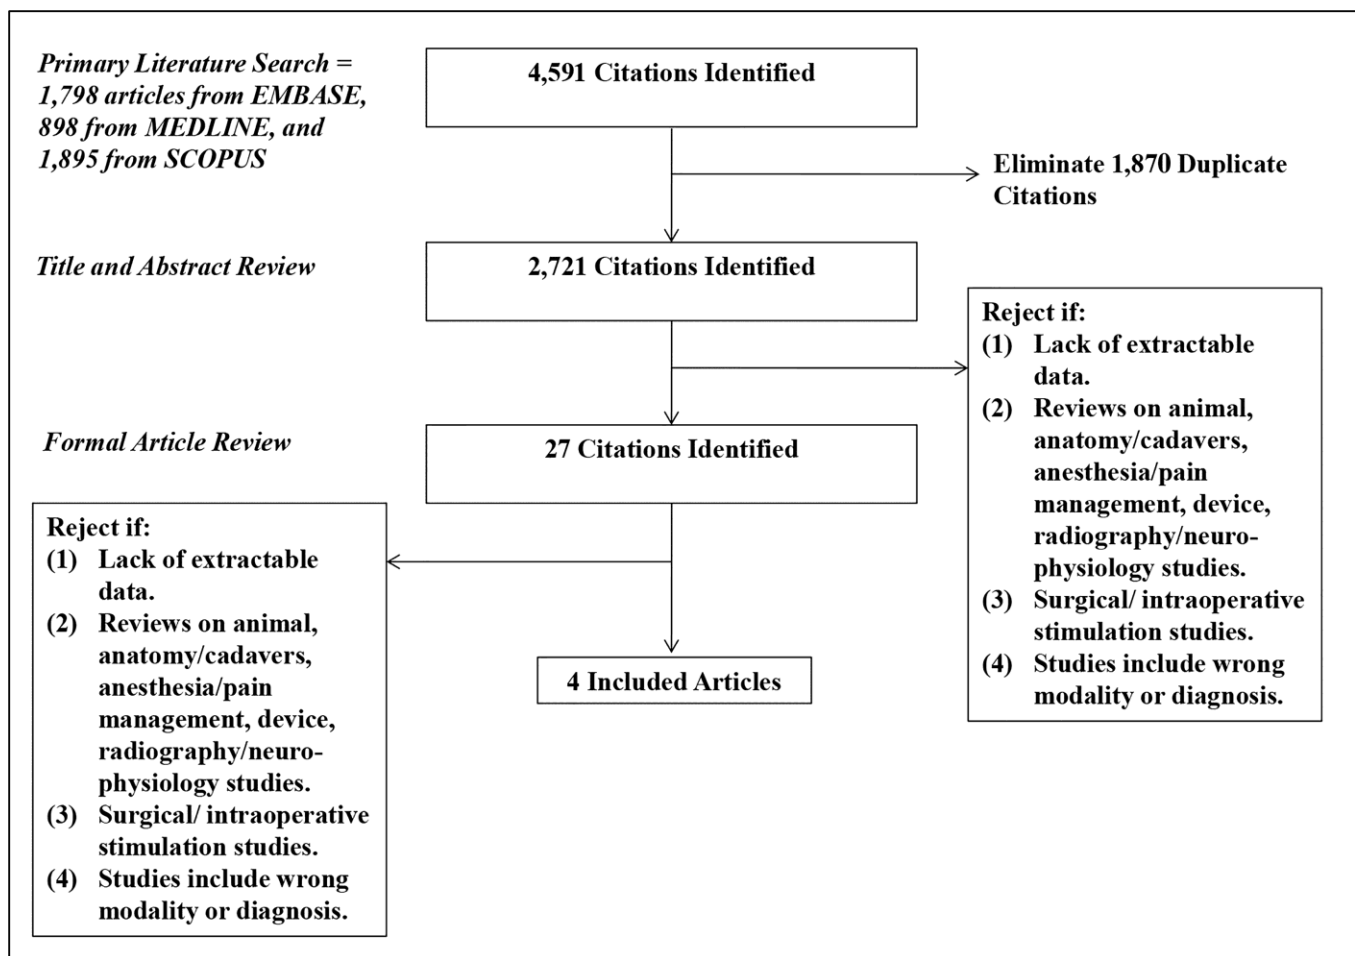 Primary Literature Search =
1,798 articles from EMBASE,
898 from MEDLINE, and
1,895 from SCOPUS
4,591 Citations Identified
Eliminate 1,870 Duplicate
Citations
Title and Abstract Review
2,721 Citations Identified
Reject if:
(1) Lack of extractable
data.
(2) Reviews on animal,
anatomy/cadavers,
anesthesia/pain
management, device,
radiography/neuro-
physiology studies.
(3) Surgical/ intraoperative
stimulation studies.
(4) Studies include wrong
modality or diagnosis.
Formal Article Review
27 Citations Identified
Reject if:
(1) Lack of extractable
data.
(2) Reviews on animal,
anatomy/cadavers,
anesthesia/pain
management, device,
radiography/neuro-
physiology studies.
(3) Surgical/ intraoperative
stimulation studies.
(4) Studies include wrong
modality or diagnosis.
4 Included Articles